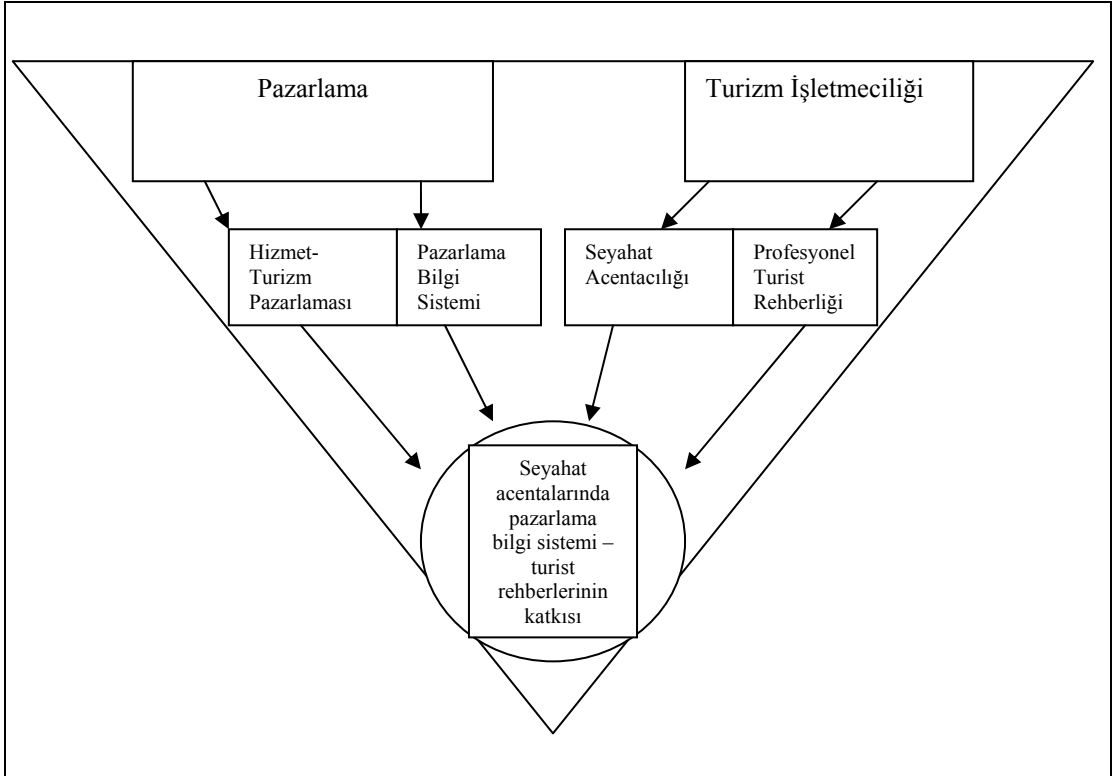 Pazarlama
Turizm İşletmeciliği
Hizmet-
Turizm
Pazarlaması
Pazarlama
Bilgi
Sistemi
Seyahat
Acentacılığı
Profesyonel
Turist
Rehberliği
Seyahat
acentalarında
pazarlama
bilgi sistemi –
turist
rehberlerinin
katkısı